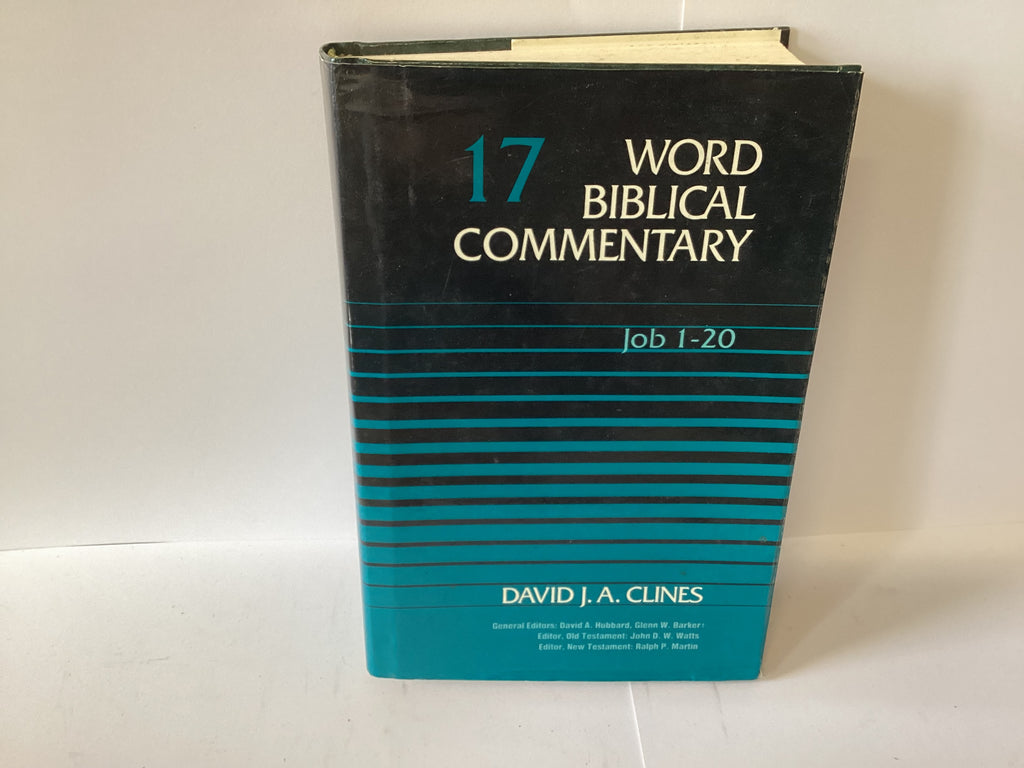 17
WORD
BIBLICAL
COMMENTARY
Job 1-20
DAVID J. A. CLINES
General Editors: David A. Hubbard, Glenn W. Barker†
Editor, Old Testament: John D. W. Watts
Editor, New Testament: Ralph P. Martin